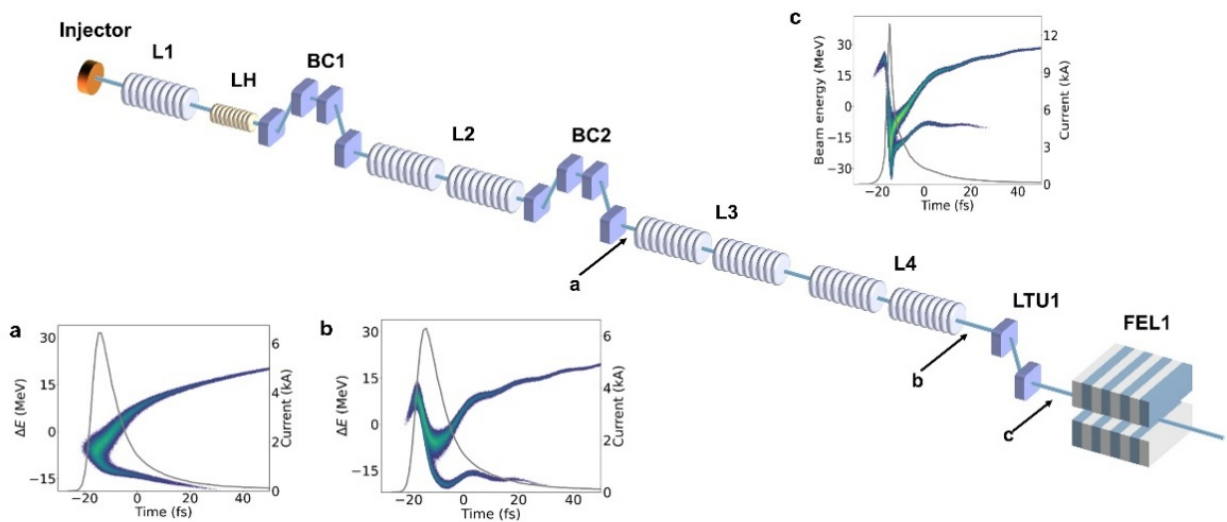 Injector
L1
LH
BC1
L2
BC2
L3
L4
LTU1
FEL1
a
b
c
c
Beam energy (MeV)
30
15
0
−15
−30
12
9
6
3
0
Current (kA)
−20 0 20 40
Time (fs)
a
ΔE (MeV)
30
15
0
−15
6
4
2
0
Current (kA)
−20 0 20 40
Time (fs)
b
ΔE (MeV)
30
15
0
−15
6
4
2
0
Current (kA)
−20 0 20 40
Time (fs)